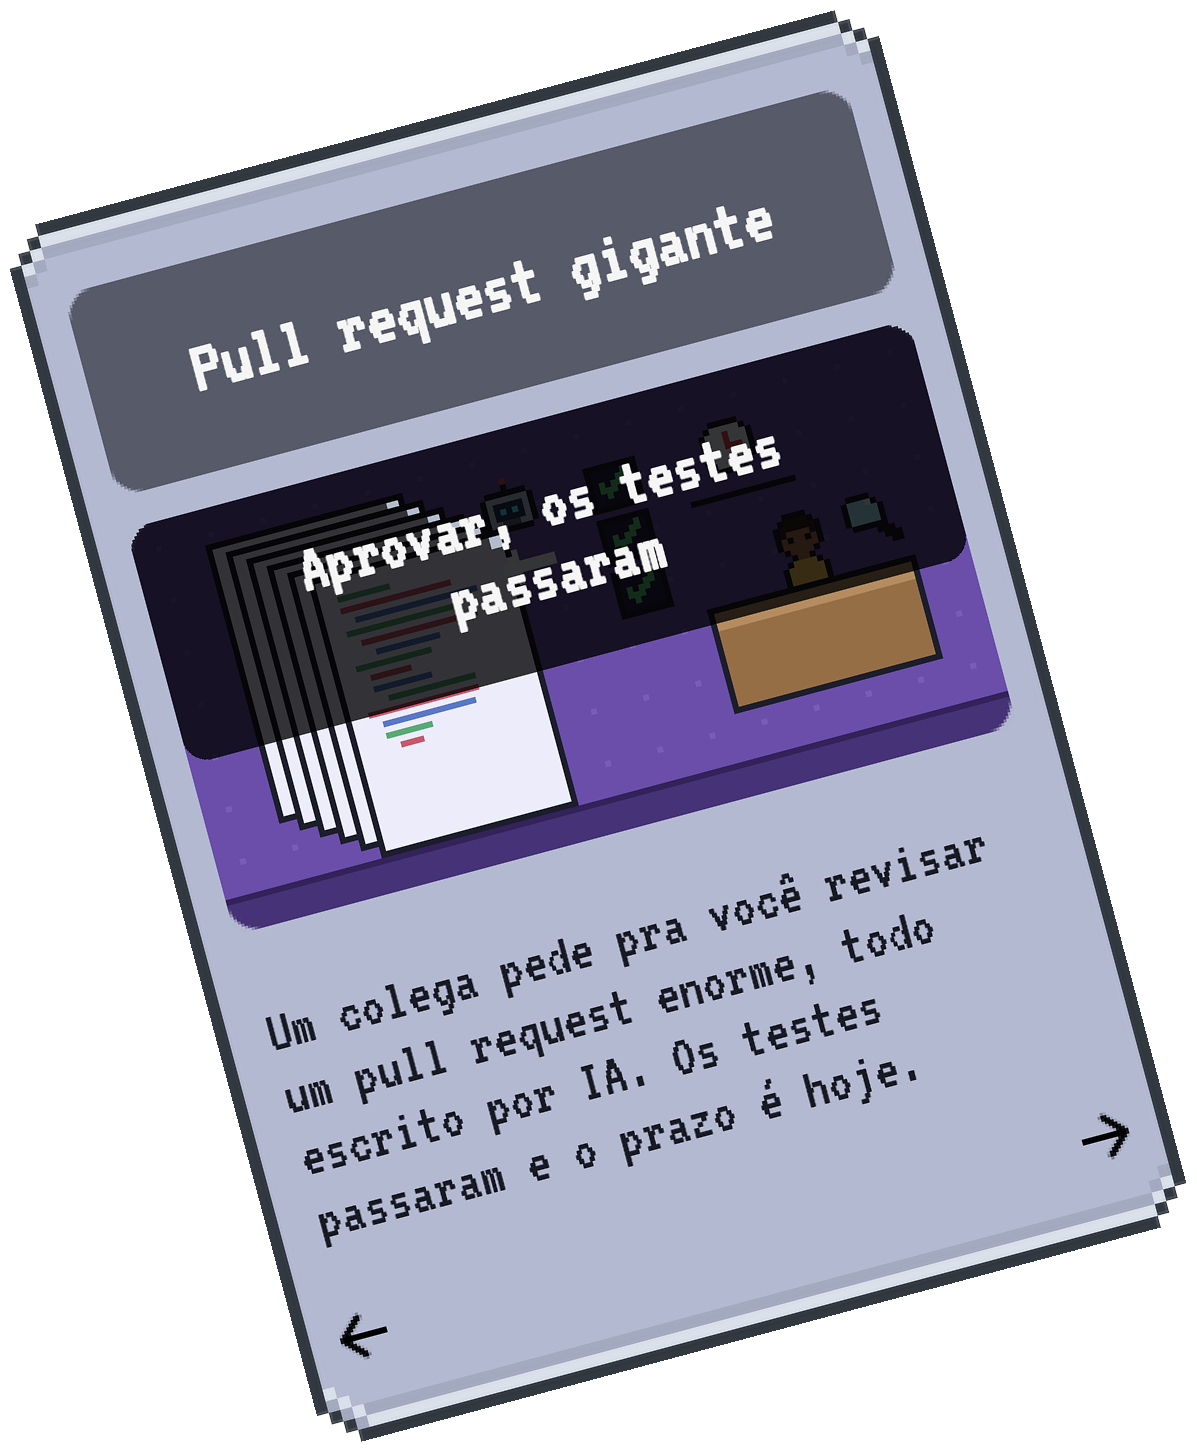 Pull request gigante
Aprovar, os testes
passaram
Um colega pede pra você revisar
um pull request enorme, todo
escrito por IA. Os testes
passaram e o prazo é hoje.